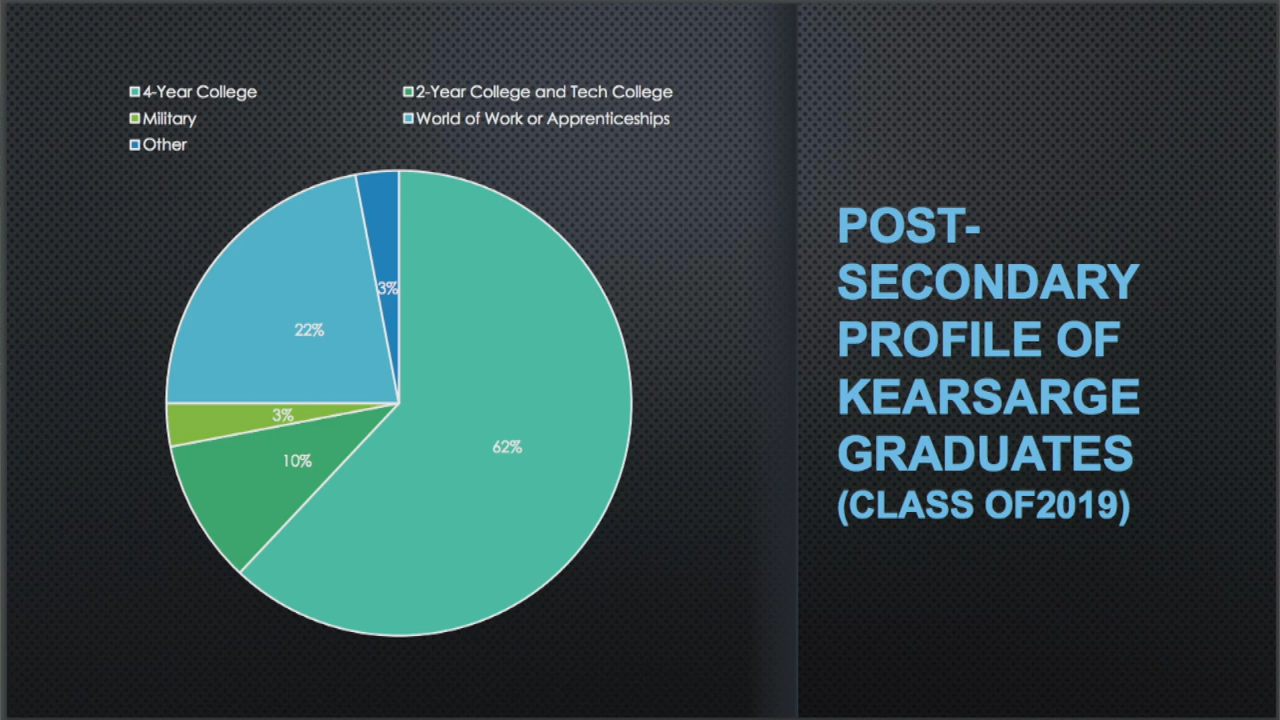 4-Year College
2-Year College and Tech College
Military
World of Work or Apprenticeships
Other
3%
22%
3%
10%
62%
POST-
SECONDARY
PROFILE OF
KEARSARGE
GRADUATES
(CLASS OF2019)